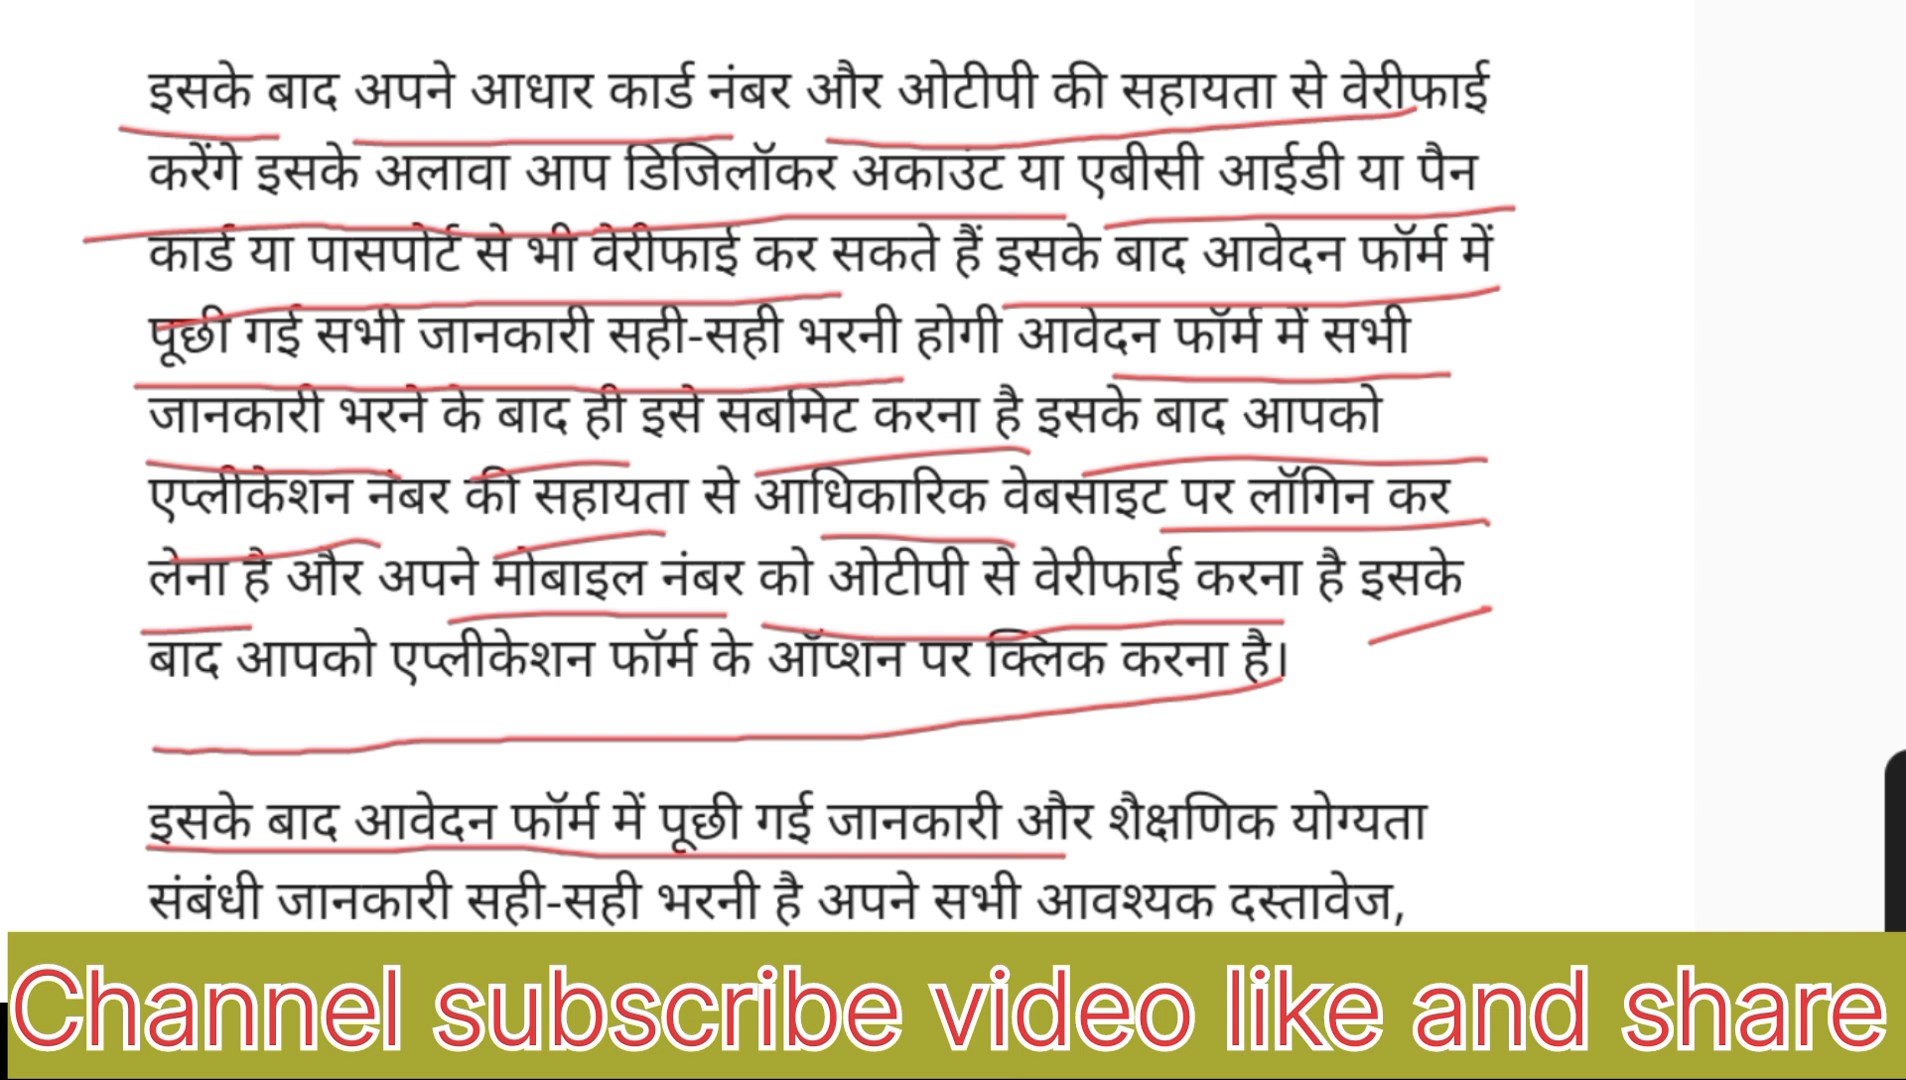 इसके बाद अपने आधार कार्ड नंबर और ओटीपी की सहायता से वेरीफाई
करेंगे इसके अलावा आप डिजिलॉकर अकाउंट या एबीसी आईडी या पैन
कार्ड या पासपोर्ट से भी वेरीफाई कर सकते हैं इसके बाद आवेदन फॉर्म में
पूछी गई सभी जानकारी सही-सही भरनी होगी आवेदन फॉर्म में सभी
जानकारी भरने के बाद ही इसे सबमिट करना है इसके बाद आपको
एप्लीकेशन नंबर की सहायता से आधिकारिक वेबसाइट पर लॉगिन कर
लेना है और अपने मोबाइल नंबर को ओटीपी से वेरीफाई करना है इसके
बाद आपको एप्लीकेशन फॉर्म के ऑप्शन पर क्लिक करना है।
इसके बाद आवेदन फॉर्म में पूछी गई जानकारी और शैक्षणिक योग्यता
संबंधी जानकारी सही-सही भरनी है अपने सभी आवश्यक दस्तावेज,
Channel subscribe video like and share